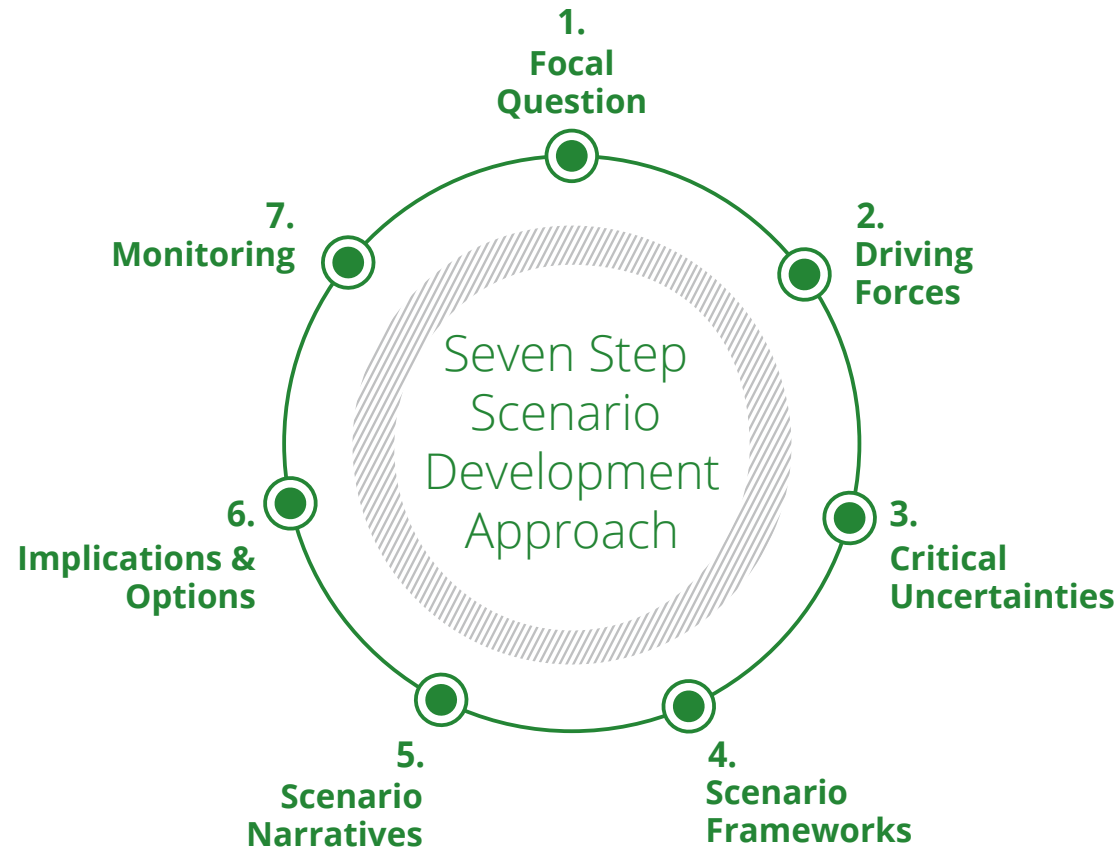 1.
Focal
Question
2.
Driving
Forces
3.
Critical
Uncertainties
4.
Scenario
Frameworks
5.
Scenario
Narratives
6.
Implications &
Options
7.
Monitoring
Seven Step
Scenario
Development
Approach